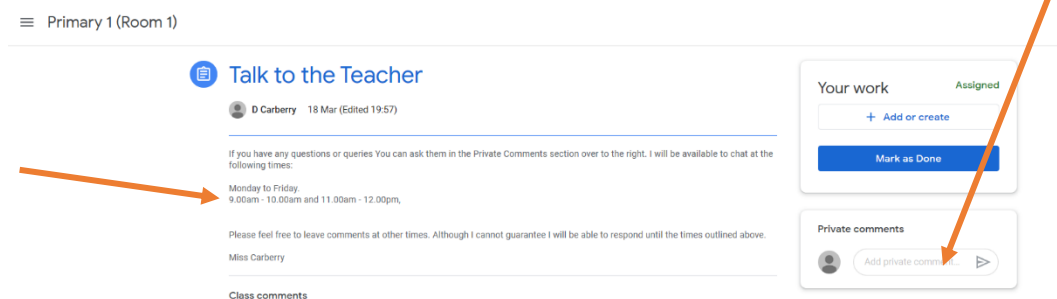 Primary 1 (Room 1)
Talk to the Teacher
D Carberry 18 Mar (Edited 19:57)
If you have any questions or queries You can ask them in the Private Comments section over to the right. I will be available to chat at the
following times:
Monday to Friday.
9.00am - 10.00am and 11.00am - 12.00pm,
Please feel free to leave comments at other times. Although I cannot guarantee I will be able to respond until the times outlined above.
Miss Carberry
Class comments
Your work Assigned
+ Add or create
Mark as Done
Private comments
Add private comment...